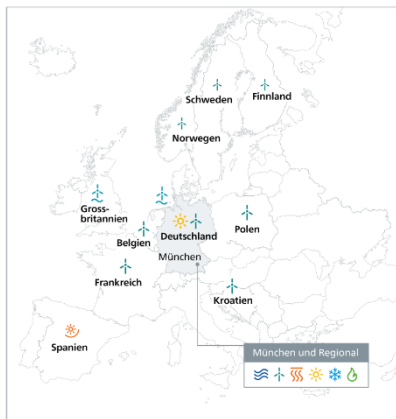 Schweden
Finnland
Norwegen
Gross-
britannien
Belgien
Deutschland
Polen
München
Frankreich
Kroatien
Spanien
München und Regional